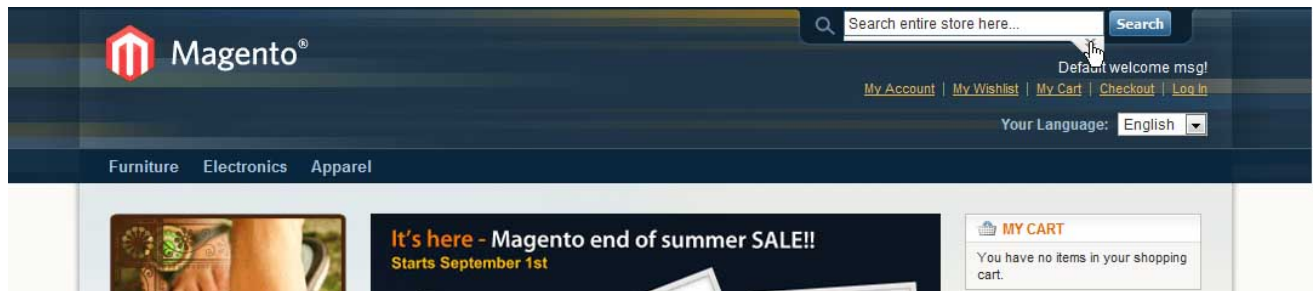 Magento®
Search entire store here...
Search
Default welcome msg!
My Account | My Wishlist | My Cart | Checkout | Log In
Your Language: English
Furniture Electronics Apparel
It's here - Magento end of summer SALE!!
Starts September 1st
MY CART
You have no items in your shopping
cart.